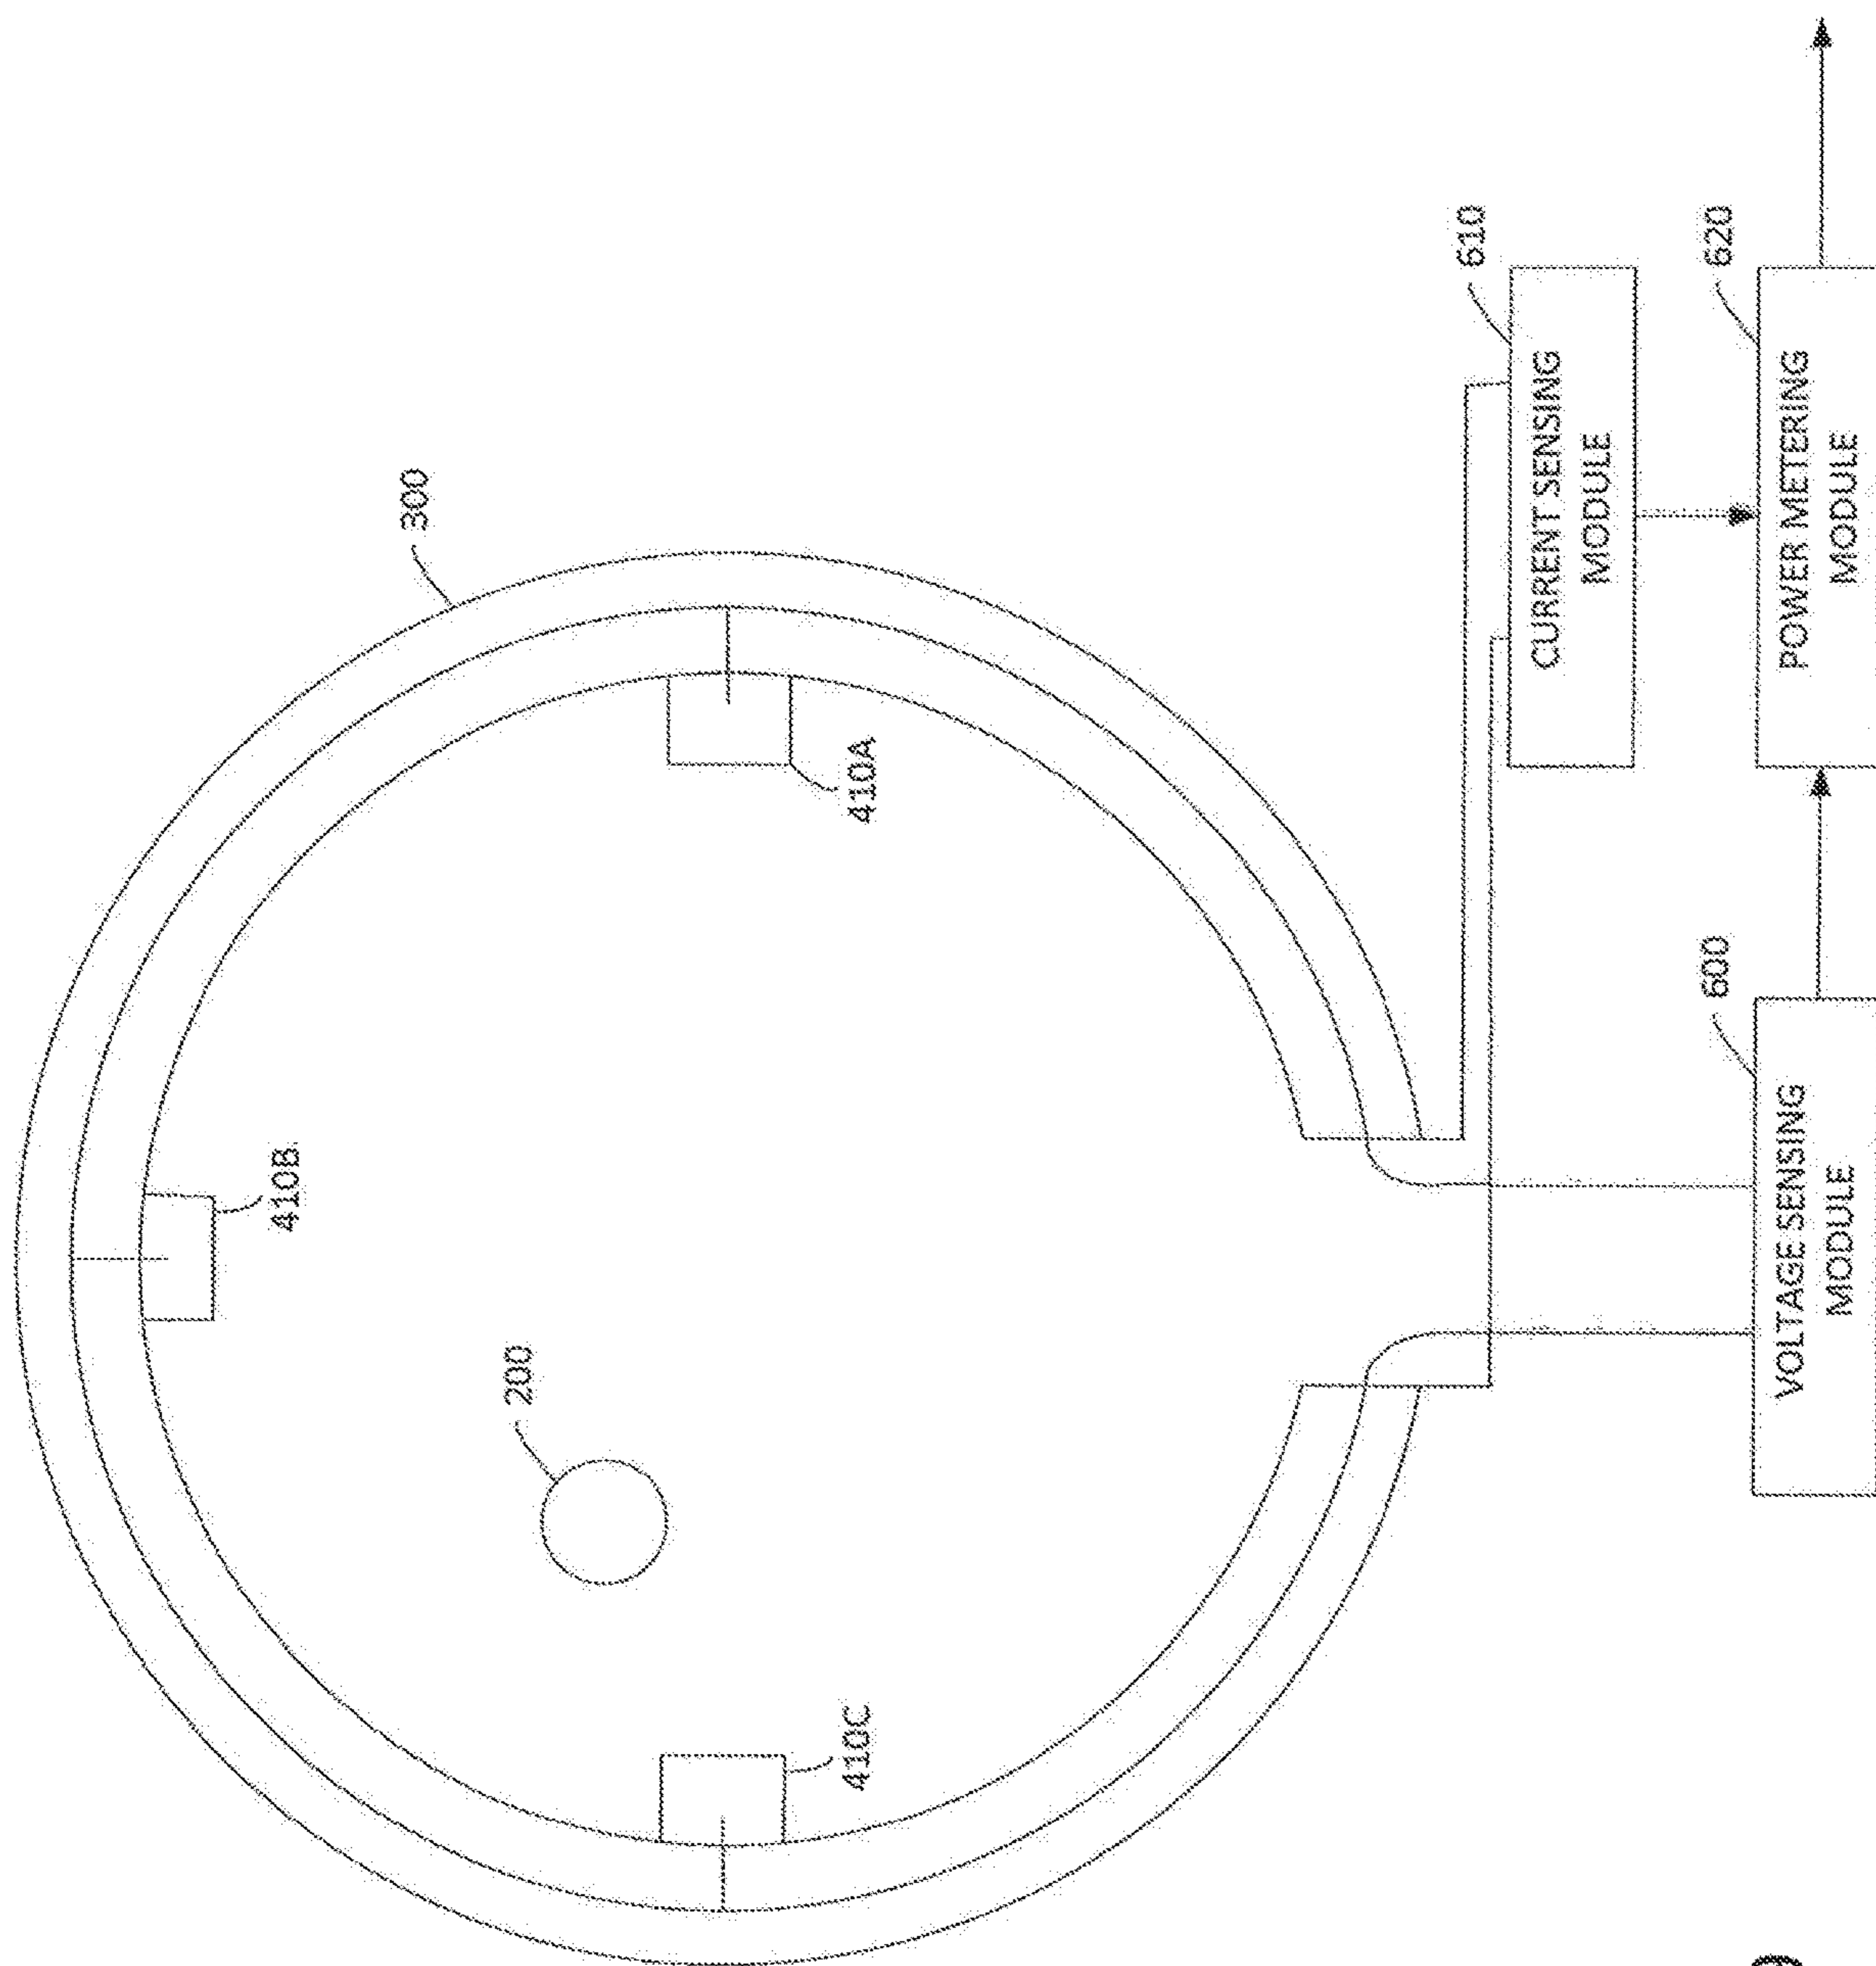 300
410A
410B
200
410C
610
CURRENT SENSING
MODULE
620
POWER METERING
MODULE
600
VOLTAGE SENSING
MODULE